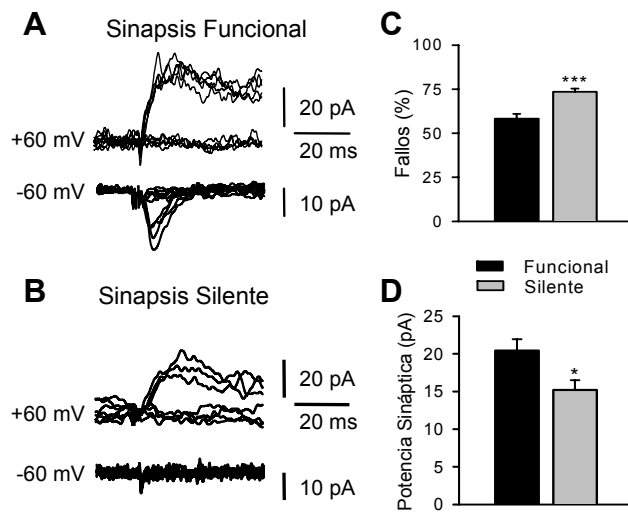 A
Sinapsis Funcional
+60 mV
-60 mV
20 pA
20 ms
10 pA
B
Sinapsis Silente
+60 mV
-60 mV
20 pA
20 ms
10 pA
C
Fallos (%)
100
75
50
25
0
***
Funcional
Silente
D
Potencia Sináptica (pA)
25
20
15
10
5
0
*